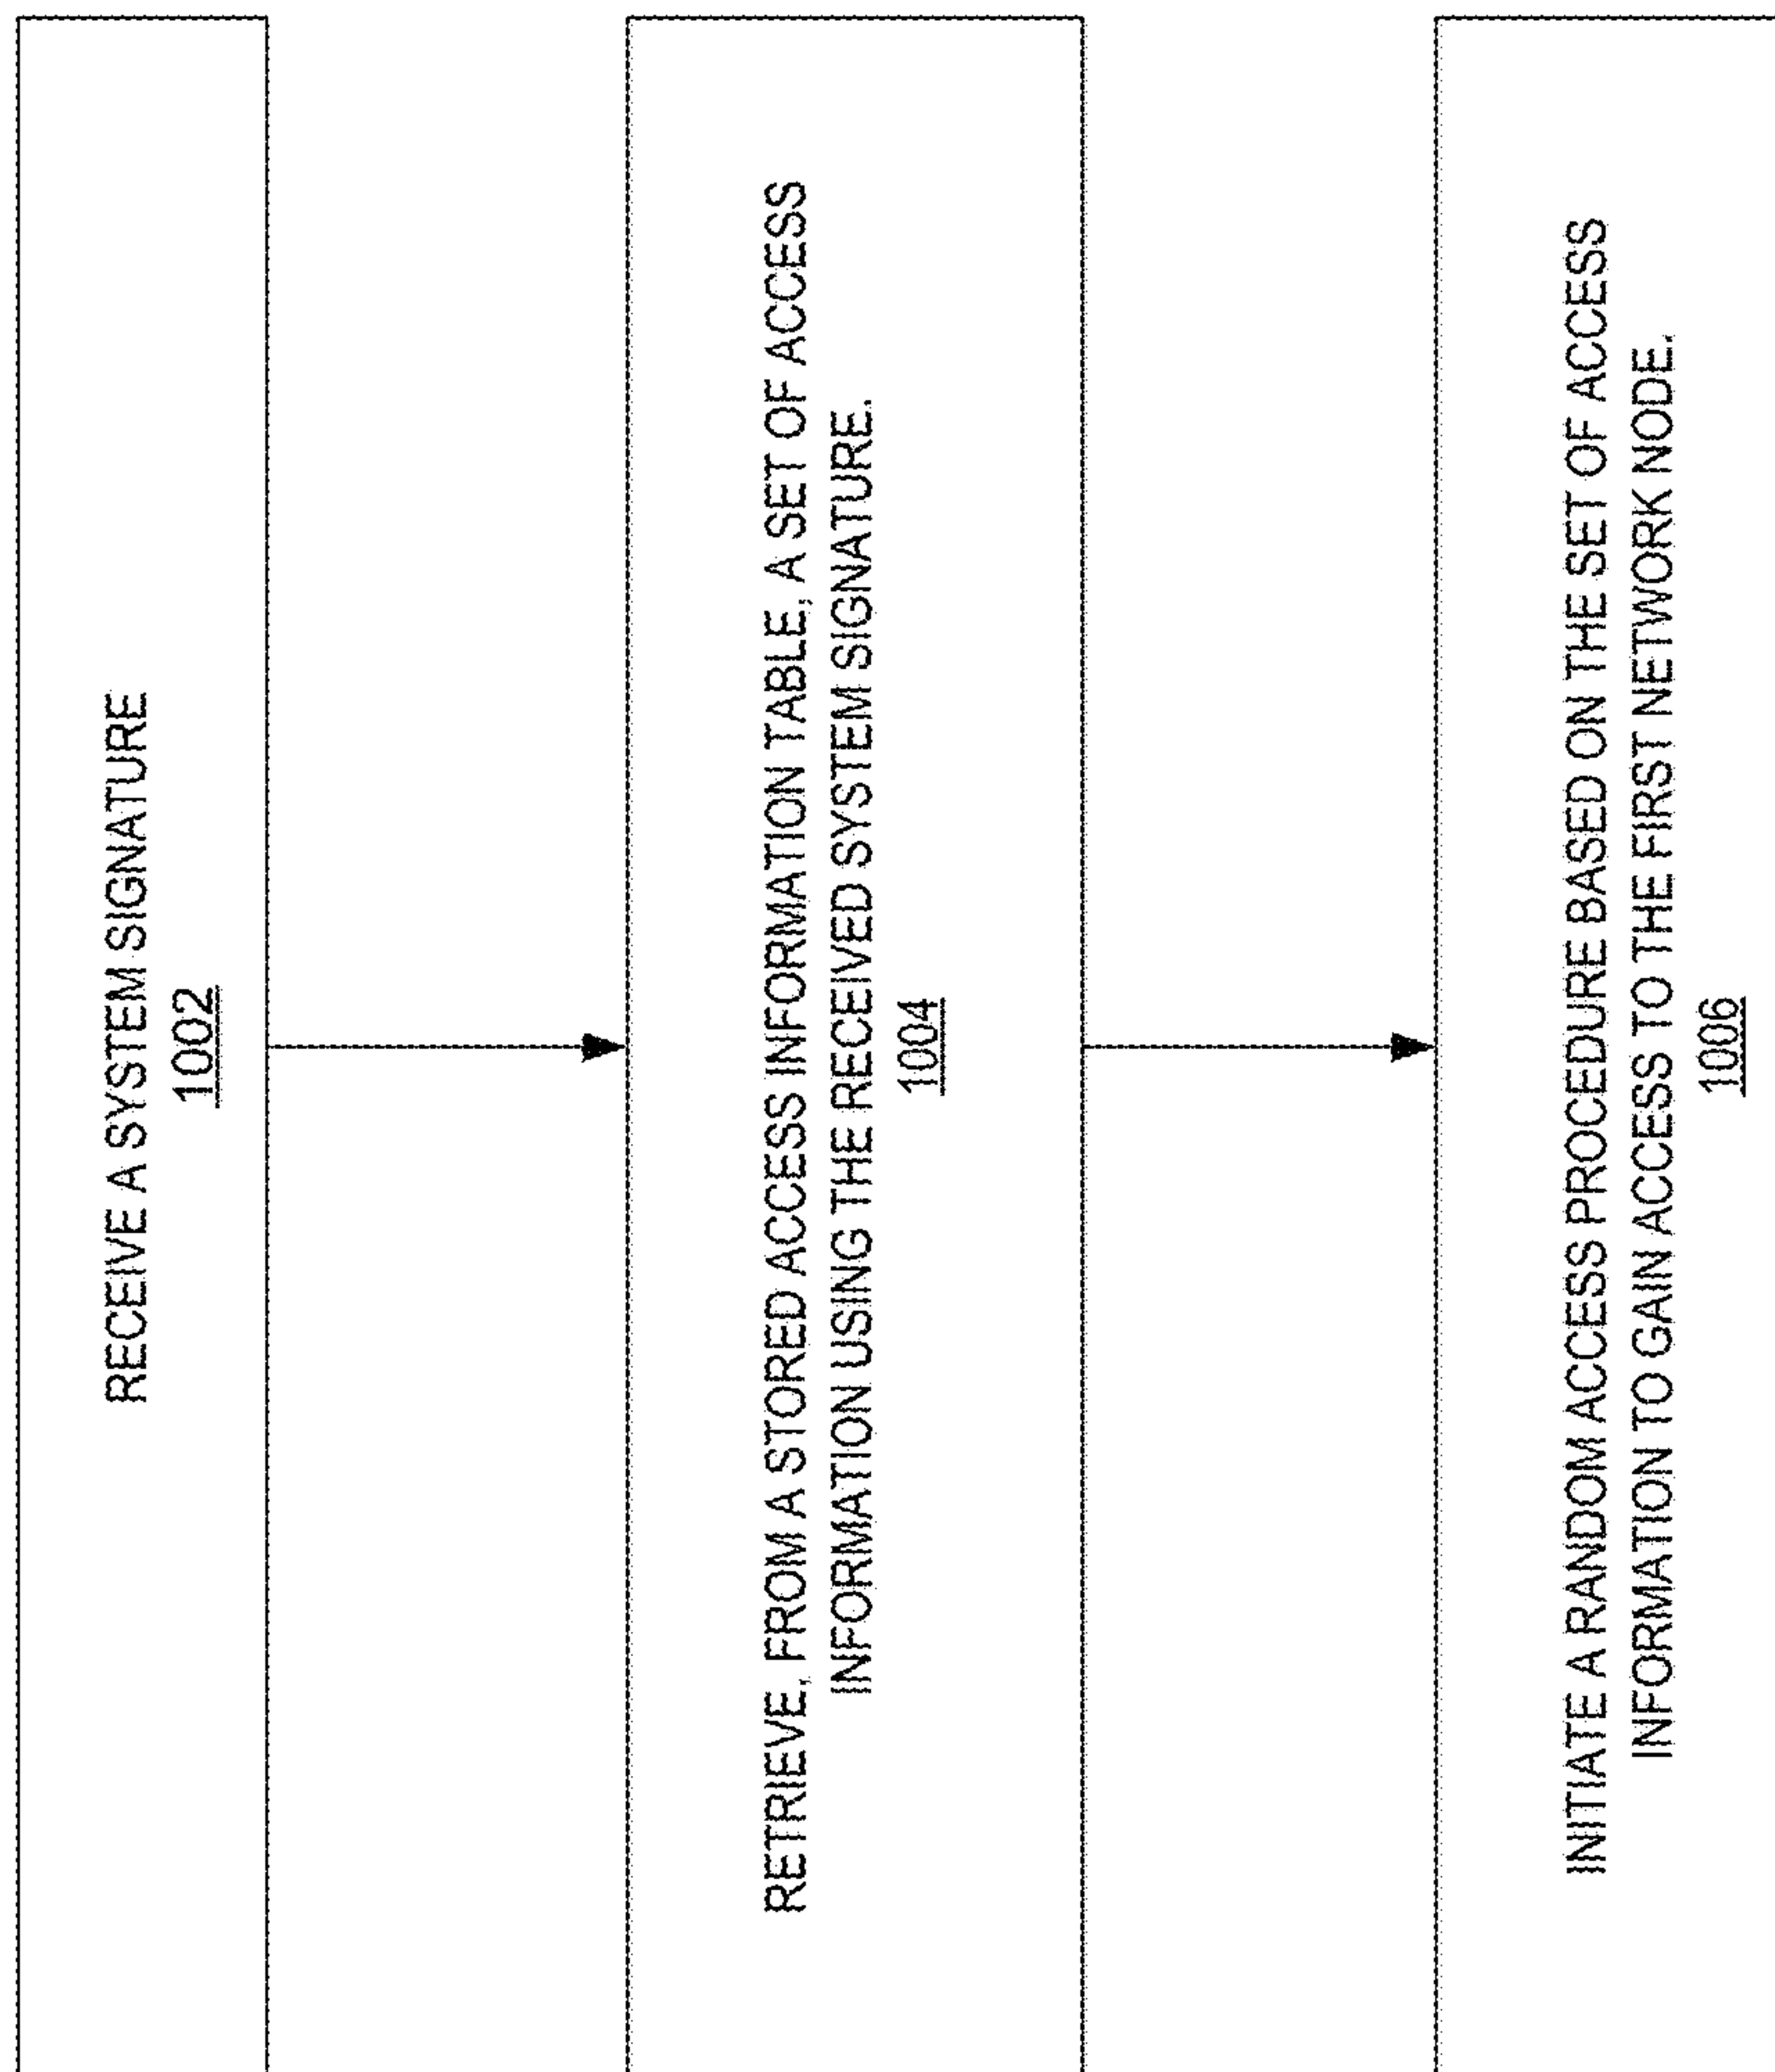 RECEIVE A SYSTEM SIGNATURE
1002
RETRIEVE, FROM A STORED ACCESS INFORMATION TABLE, A SET OF ACCESS
INFORMATION USING THE RECEIVED SYSTEM SIGNATURE.
1004
INITIATE A RANDOM ACCESS PROCEDURE BASED ON THE SET OF ACCESS
INFORMATION TO GAIN ACCESS TO THE FIRST NETWORK NODE.
1006